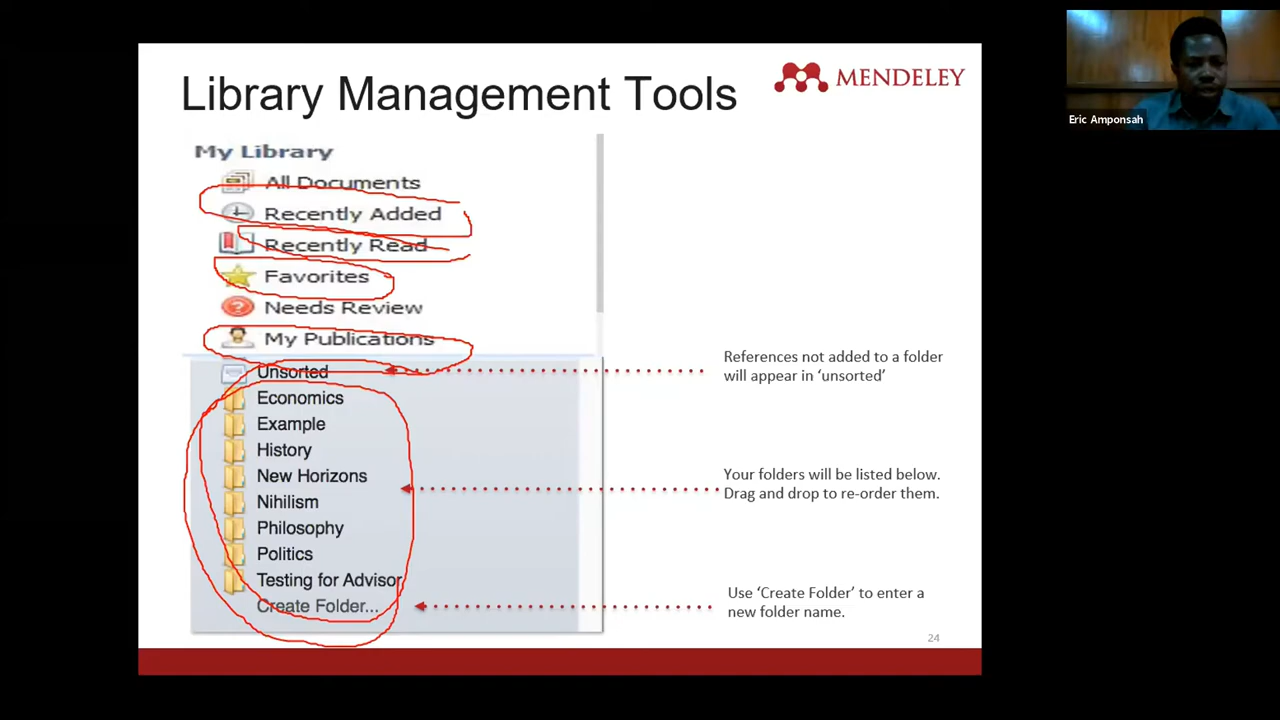 Library Management Tools
MENDELEY
Eric Amponsah
My Library
All Documents
Recently Added
Recently Read
Favorites
Needs Review
My Publications
Unsorted
Economics
Example
History
New Horizons
Nihilism
Philosophy
Politics
Testing for Advisor
Create Folder...
References not added to a folder
will appear in ‘unsorted’
Your folders will be listed below.
Drag and drop to re-order them.
Use ‘Create Folder’ to enter a
new folder name.
24